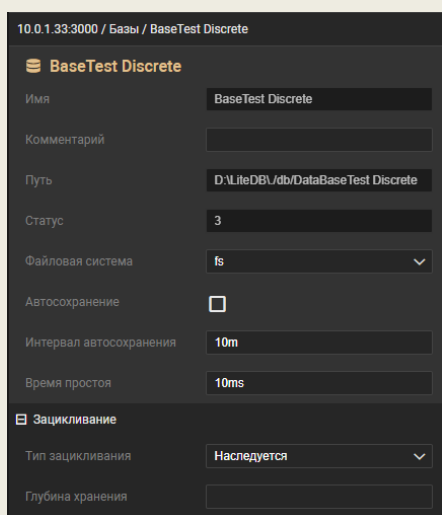 10.0.1.33:3000 / Базы / BaseTest Discrete
BaseTest Discrete
Имя BaseTest Discrete
Комментарий
Путь D:\LiteDB\./db/DataBaseTest Discrete
Статус 3
Файловая система fs
Автосохранение
Интервал автосохранения 10m
Время простоя 10ms
Зацикливание
Тип зацикливания Наследуется
Глубина хранения